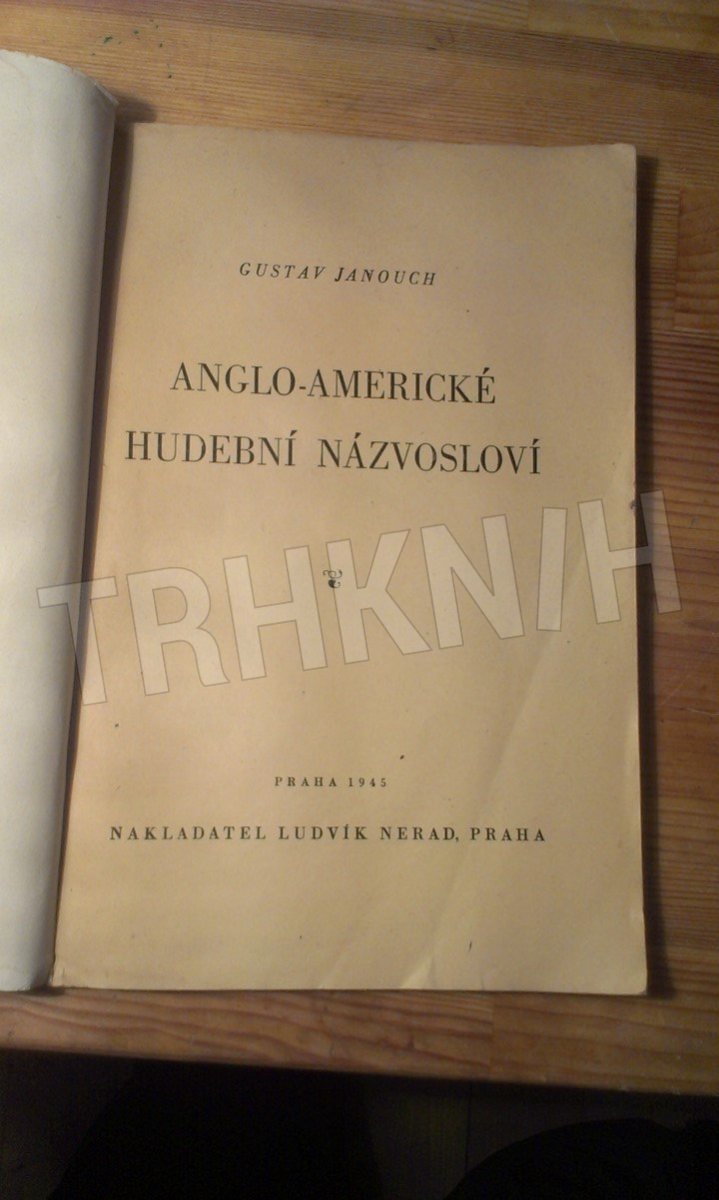 GUSTAV JANOUCH
ANGLO-AMERICKÉ
HUDEBNÍ NÁZVOSLOVÍ
TRHKNIH
PRAHA 1945
NAKLADATEL LUDVÍK NERAD, PRAHA